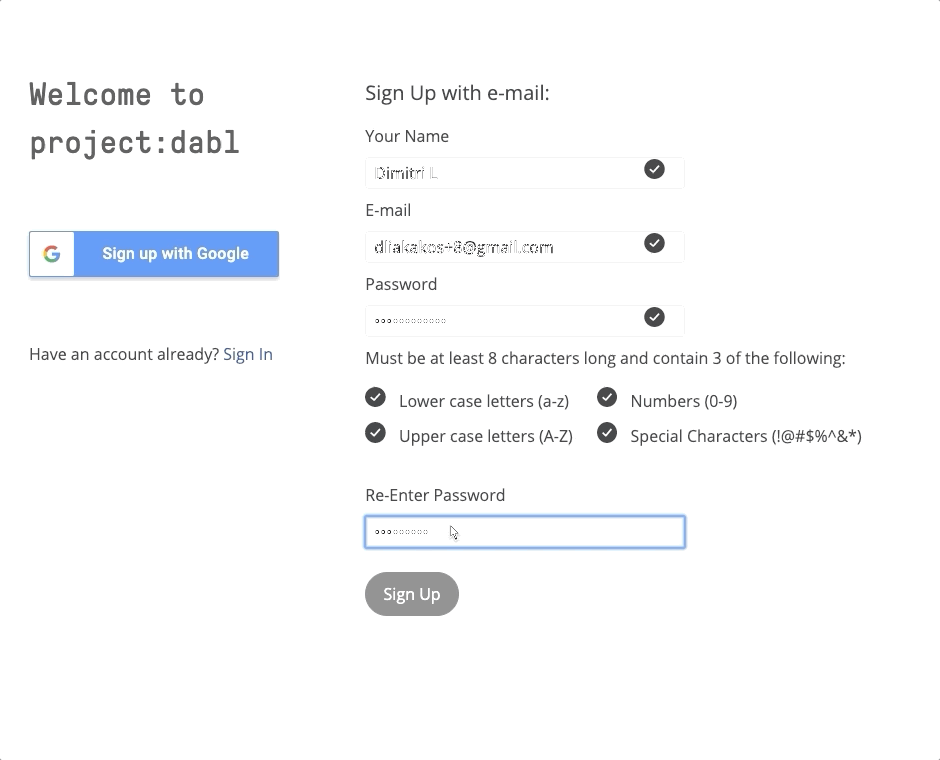 Welcome to
project:dabl
Sign up with Google
Have an account already? Sign In
Sign Up with e-mail:
Your Name
Dimitri L
E-mail
dliakakos+8@gmail.com
Password
••••••••••••
Must be at least 8 characters long and contain 3 of the following:
Lower case letters (a-z)
Numbers (0-9)
Upper case letters (A-Z)
Special Characters (!@#$%^&*)
Re-Enter Password
•••••••••
Sign Up